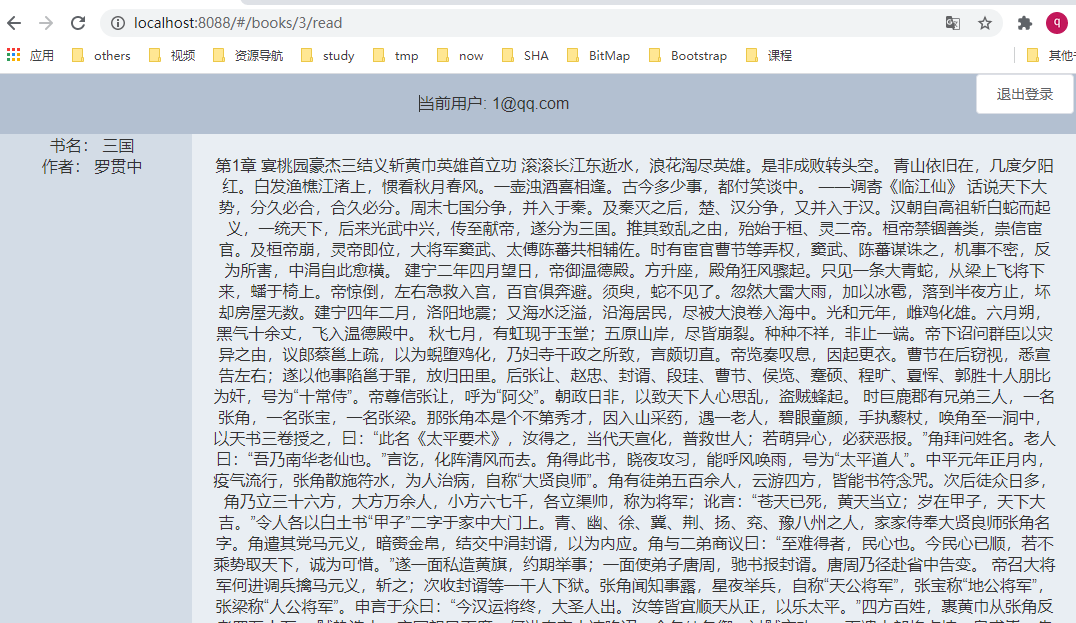 localhost:8088/#/books/3/read
q
应用 others 视频 资源导航 study tmp now SHA BitMap Bootstrap 课程 其他
当前用户: 1@qq.com
退出登录
书名： 三国
作者： 罗贯中
第1章 宴桃园豪杰三结义斩黄巾英雄首立功 滚滚长江东逝水，浪花淘尽英雄。是非成败转头空。 青山依旧在，几度夕阳
红。白发渔樵江渚上，惯看秋月春风。一壶浊酒喜相逢。古今多少事，都付笑谈中。 ——调寄《临江仙》 话说天下大
势，分久必合，合久必分。周末七国分争，并入于秦。及秦灭之后，楚、汉分争，又并入于汉。汉朝自高祖斩白蛇而起
义，一统天下，后来光武中兴，传至献帝，遂分为三国。推其致乱之由，殆始于桓、灵二帝。桓帝禁锢善类，崇信宦
官。及桓帝崩，灵帝即位，大将军窦武、太傅陈蕃共相辅佐。时有宦官曹节等弄权，窦武、陈蕃谋诛之，机事不密，反
为所害，中涓自此愈横。 建宁二年四月望日，帝御温德殿。方升座，殿角狂风骤起。只见一条大青蛇，从梁上飞将下
来，蟠于椅上。帝惊倒，左右急救入宫，百官俱奔避。须臾，蛇不见了。忽然大雷大雨，加以冰雹，落到半夜方止，坏
却房屋无数。建宁四年二月，洛阳地震；又海水泛溢，沿海居民，尽被大浪卷入海中。光和元年，雌鸡化雄。六月朔，
黑气十余丈，飞入温德殿中。 秋七月，有虹现于玉堂；五原山岸，尽皆崩裂。种种不祥，非止一端。帝下诏问群臣以灾
异之由，议郎蔡邕上疏，以为蜺堕鸡化，乃妇寺干政之所致，言颇切直。帝览奏叹息，因起更衣。曹节在后窃视，悉宣
告左右；遂以他事陷邕于罪，放归田里。后张让、赵忠、封谞、段珪、曹节、侯览、蹇硕、程旷、夏恽、郭胜十人朋比
为奸，号为“十常侍”。帝尊信张让，呼为“阿父”。朝政日非，以致天下人心思乱，盗贼蜂起。 时巨鹿郡有兄弟三人，一名
张角，一名张宝，一名张梁。那张角本是个不第秀才，因入山采药，遇一老人，碧眼童颜，手执藜杖，唤角至一洞中，
以天书三卷授之，曰：“此名《太平要术》，汝得之，当代天宣化，普救世人；若萌异心，必获恶报。”角拜问姓名。老人
曰：“吾乃南华老仙也。”言讫，化阵清风而去。角得此书，晓夜攻习，能呼风唤雨，号为“太平道人”。中平元年正月内，
疫气流行，张角散施符水，为人治病，自称“大贤良师”。角有徒弟五百余人，云游四方，皆能书符念咒。次后徒众日多，
角乃立三十六方，大方万余人，小方六七千，各立渠帅，称为将军；讹言：“苍天已死，黄天当立；岁在甲子，天下大
吉。”令人各以白土书“甲子”二字于家中大门上。青、幽、徐、冀、荆、扬、兖、豫八州之人，家家侍奉大贤良师张角名
字。角遣其党马元义，暗赍金帛，结交中涓封谞，以为内应。角与二弟商议曰：“至难得者，民心也。今民心已顺，若不
乘势取天下，诚为可惜。”遂一面私造黄旗，约期举事；一面使弟子唐周，驰书报封谞。唐周乃径赴省中告变。 帝召大将
军何进调兵擒马元义，斩之；次收封谞等一干人下狱。张角闻知事露，星夜举兵，自称“天公将军”，张宝称“地公将军”，
张梁称“人公将军”。申言于众曰：“今汉运将终，大圣人出。汝等皆宜顺天从正，以乐太平。”四方百姓，裹黄巾从张角反